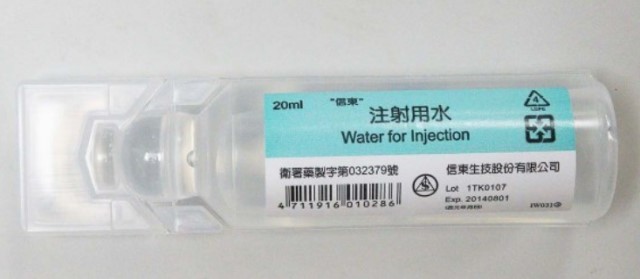 20ml "信東"
注射用水
Water for Injection
4
LDPE
衛署藥製字第032379號
4 711916 010286
信東生技股份有限公司
Lot 1TK0107
Exp. 20140801